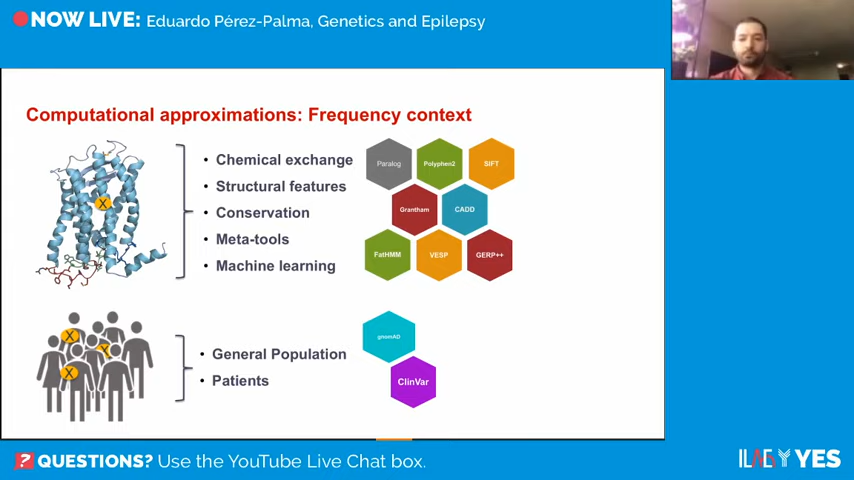 NOW LIVE: Eduardo Pérez-Palma, Genetics and Epilepsy
Computational approximations: Frequency context
• Chemical exchange
• Structural features
• Conservation
• Meta-tools
• Machine learning
Paralog
Polyphen2
SIFT
Grantham
CADD
FatHMM
VESP
GERP++
X
X
X
• General Population
• Patients
gnomAD
ClinVar
? QUESTIONS? Use the YouTube Live Chat box.
ILAE YES